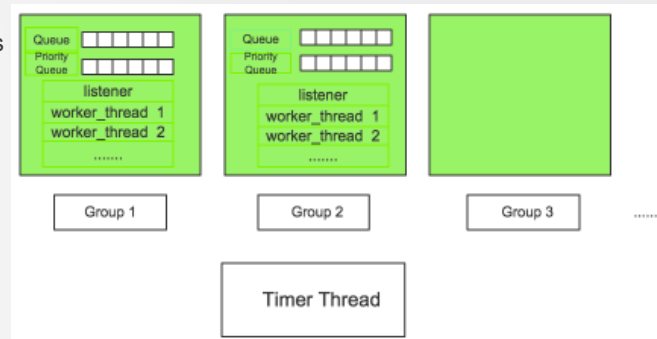 s
Queue
Priority
Queue
listener
worker_thread 1
worker_thread 2
.......
Queue
Priority
Queue
listener
worker_thread 1
worker_thread 2
.......
Group 1
Group 2
Group 3
......
Timer Thread